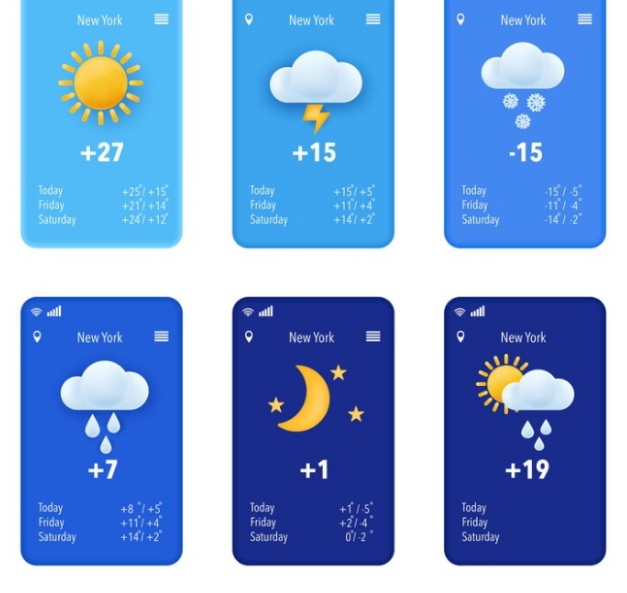 New York
+27
Today +25°/+15°
Friday +21°/+14°
Saturday +24°/+12°
New York
+15
Today +15°/+5°
Friday +11°/+4°
Saturday +14°/+2°
New York
-15
Today -15°/-5°
Friday -11°/-4°
Saturday -14°/-2°
New York
+7
Today +8°/+5°
Friday +11°/+4°
Saturday +14°/+2°
New York
+1
Today +1°/-5°
Friday +2°/-4°
Saturday 0°/-2°
New York
+19
Today
Friday
Saturday